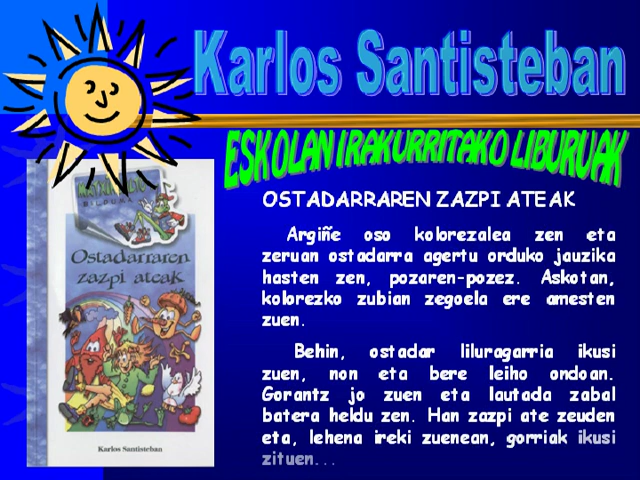 Karlos Santisteban
ESKOLAN IRAKURRITAKO LIBURUAK
OSTADARRAREN ZAZPI ATEAK
Argiñe oso kolorezalea zen eta
zeruan ostadarra agertu orduko jauzika
hasten zen, pozaren-pozez. Askotan,
kolorezko zubian zegoela ere amesten
zuen.
Behin, ostadar liluragarria ikusi
zuen, non eta bere leiho ondoan.
Gorantz jo zuen eta lautada zabal
batera heldu zen. Han zazpi ate zeuden
eta, lehena ireki zuenean, gorriak ikusi
zituen...
BILDUMA
Ostadarraren
zazpi ateak
Karlos Santisteban